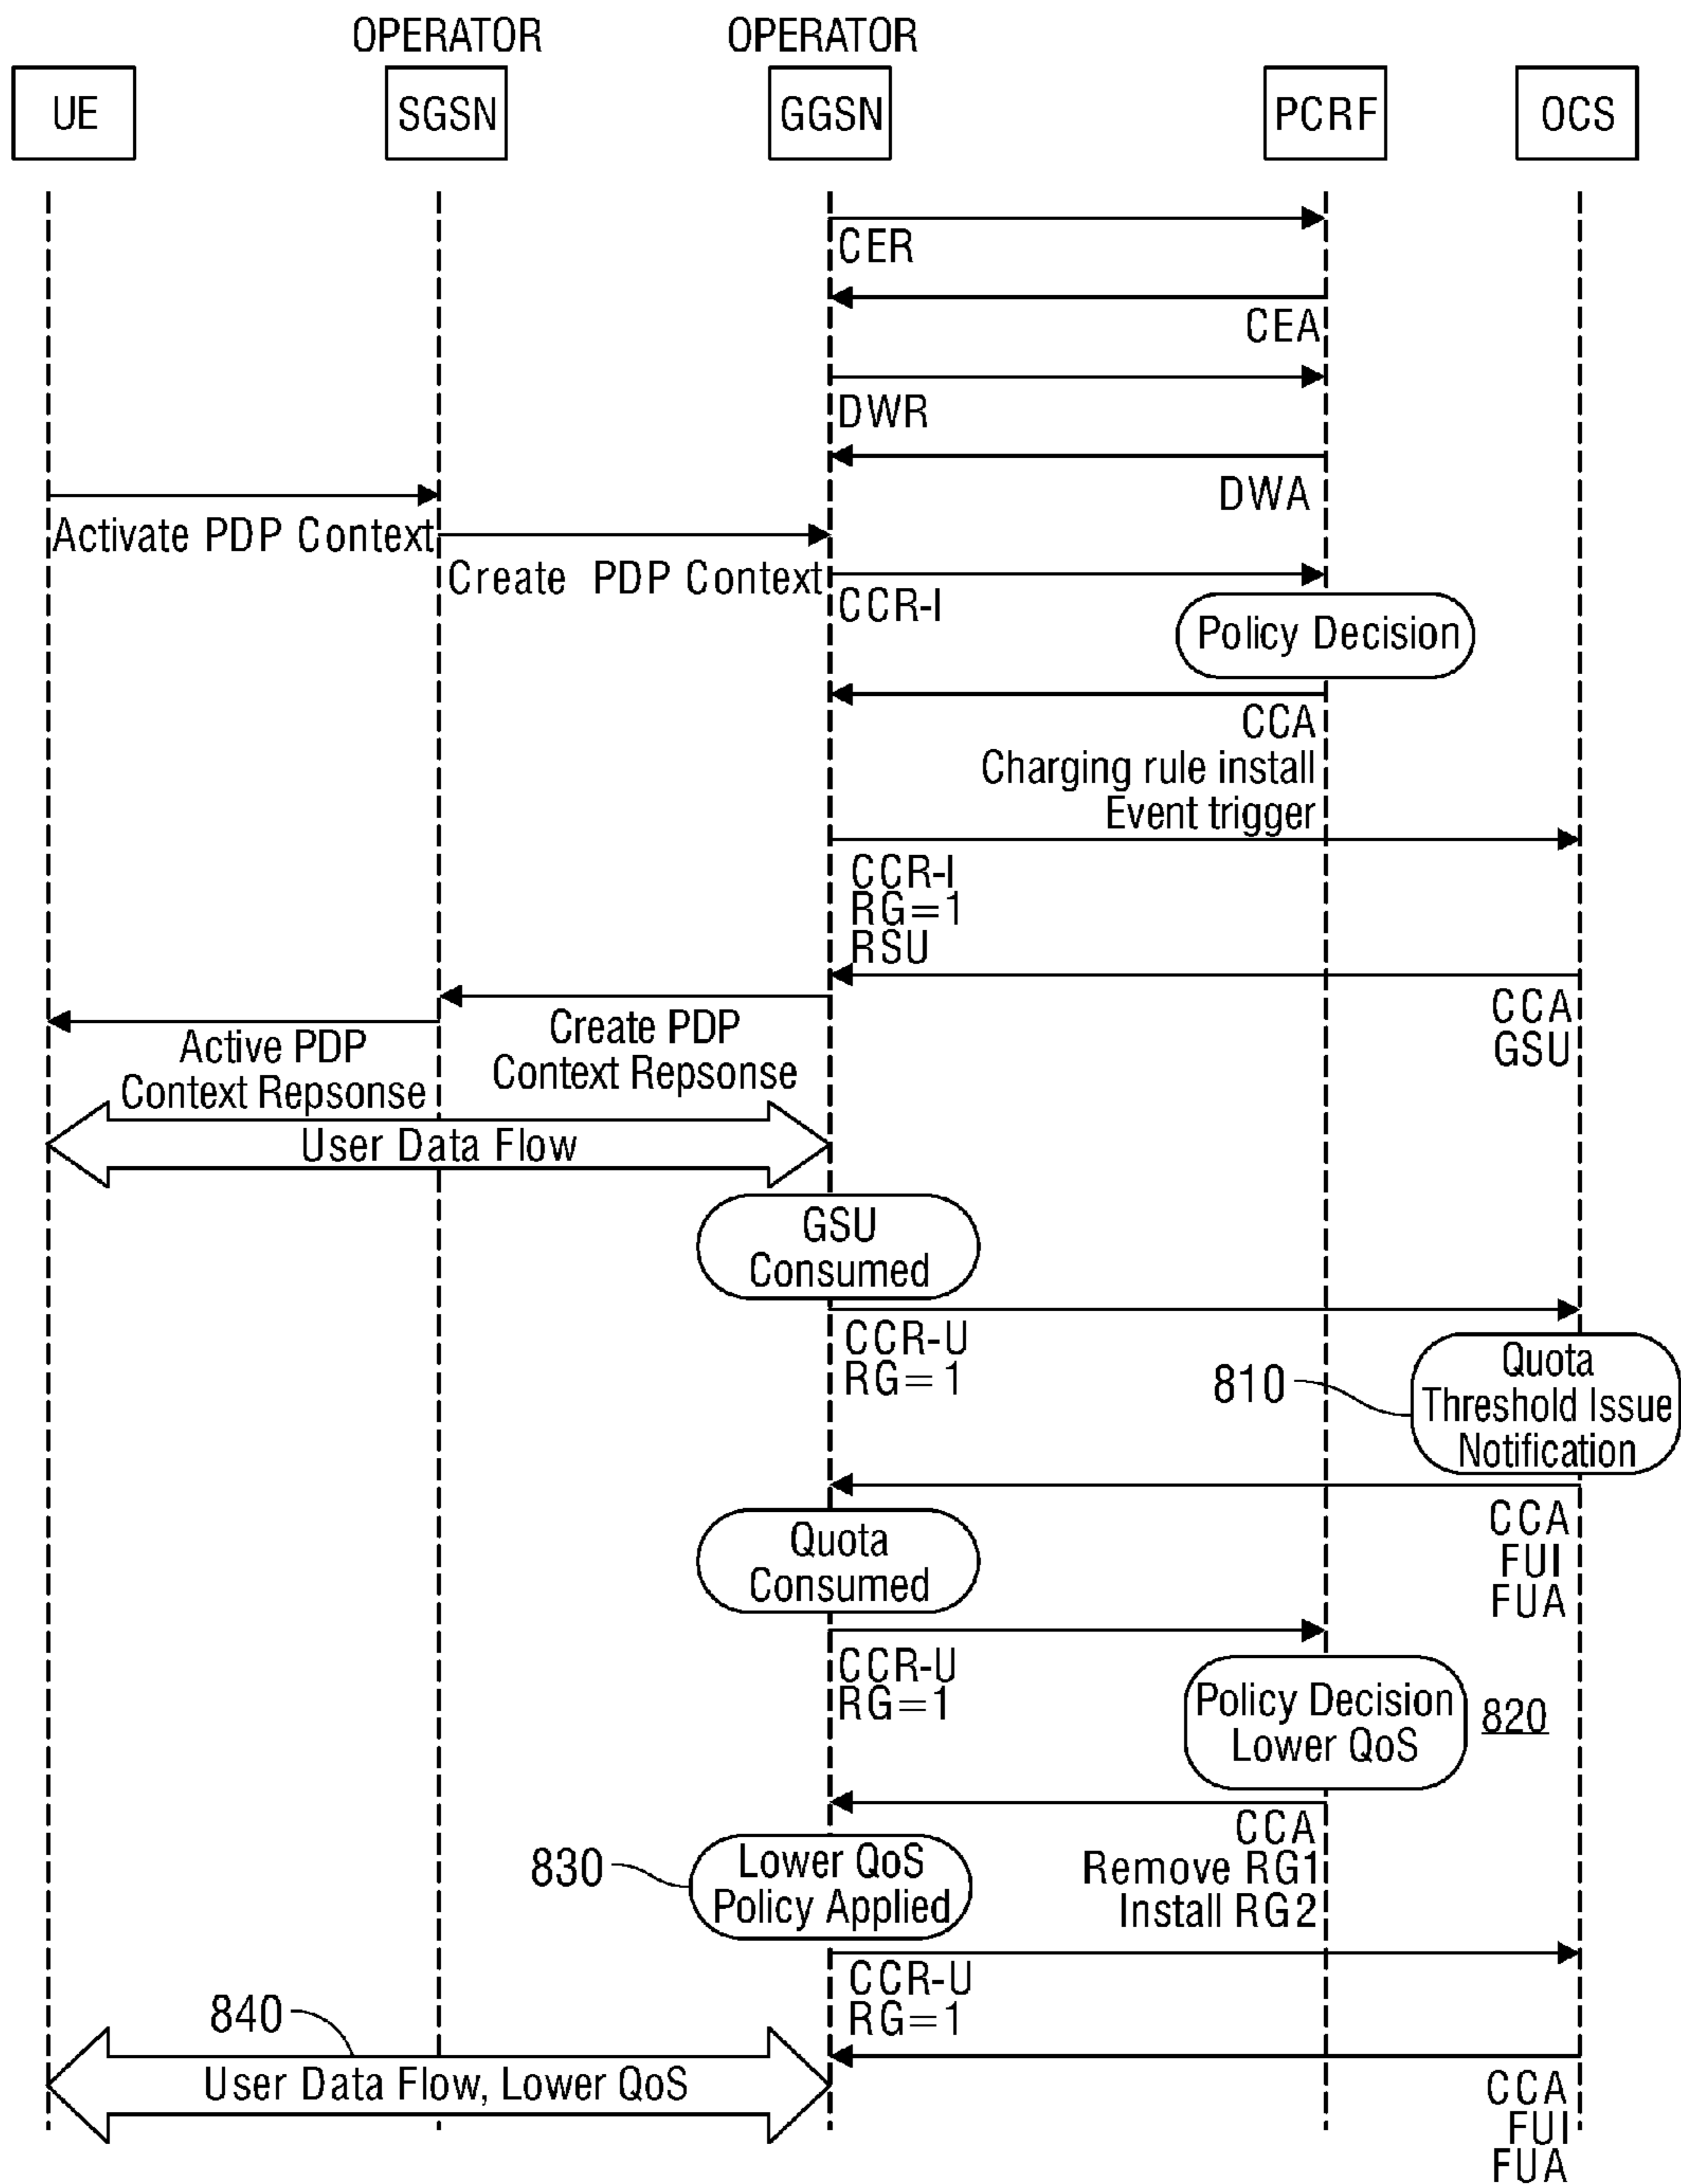 OPERATOR
OPERATOR
UE
SGSN
GGSN
PCRF
OCS
CER
CEA
DWR
DWA
Activate PDP Context
Create PDP Context
CCR-I
Policy Decision
CCA
Charging rule install
Event trigger
CCR-I
RG=1
RSU
CCA
GSU
Create PDP
Context Repsonse
Active PDP
Context Repsonse
User Data Flow
GSU
Consumed
CCR-U
RG=1
810
Quota
Threshold Issue
Notification
CCA
FUI
FUA
Quota
Consumed
CCR-U
RG=1
Policy Decision
Lower QoS
820
CCA
Remove RG1
Install RG2
830
Lower QoS
Policy Applied
CCR-U
RG=1
840
User Data Flow, Lower QoS
CCA
FUI
FUA